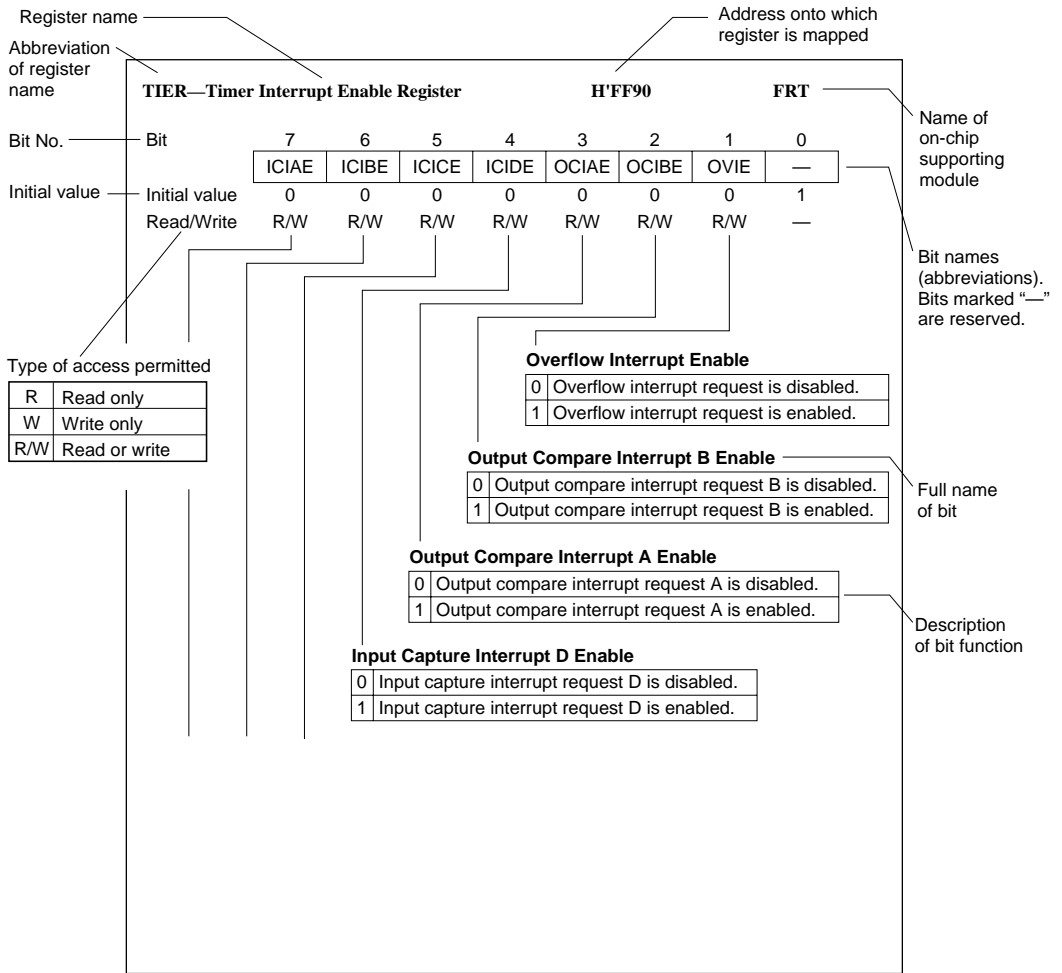 Register name
Address onto which
register is mapped
Abbreviation
of register
name
TIER—Timer Interrupt Enable Register H'FF90 FRT
Name of
on-chip
supporting
module
Bit No. Bit 7 6 5 4 3 2 1 0
ICIAE ICIBE ICICE ICIDE OCIAE OCIBE OVIE —
Initial value Initial value 0 0 0 0 0 0 0 1
Read/Write R/W R/W R/W R/W R/W R/W R/W —
Bit names
(abbreviations).
Bits marked “—”
are reserved.
Type of access permitted
R Read only
W Write only
R/W Read or write
Overflow Interrupt Enable
0 Overflow interrupt request is disabled.
1 Overflow interrupt request is enabled.
Output Compare Interrupt B Enable
0 Output compare interrupt request B is disabled.
1 Output compare interrupt request B is enabled.
Full name
of bit
Output Compare Interrupt A Enable
0 Output compare interrupt request A is disabled.
1 Output compare interrupt request A is enabled.
Description
of bit function
Input Capture Interrupt D Enable
0 Input capture interrupt request D is disabled.
1 Input capture interrupt request D is enabled.